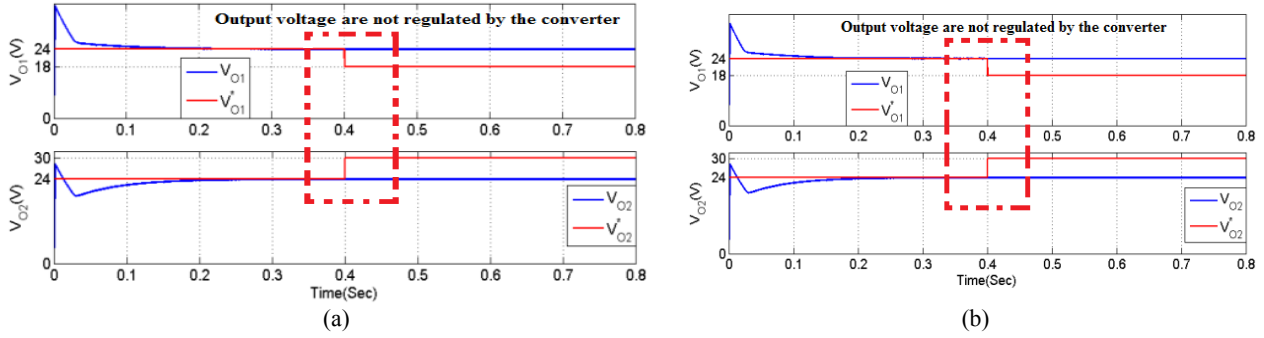 Output voltage are not regulated by the converter
V_O1(V)
24
18
0
V_O1
V*_O1
0 0.1 0.2 0.3 0.4 0.5 0.6 0.7 0.8
V_O2(V)
30
24
0
V_O2
V*_O2
0 0.1 0.2 0.3 0.4 0.5 0.6 0.7 0.8
Time(Sec)
(a)
Output voltage are not regulated by the converter
V_O1(V)
24
18
0
V_O1
V*_O1
0 0.1 0.2 0.3 0.4 0.5 0.6 0.7 0.8
V_O2(V)
30
24
0
V_O2
V*_O2
0 0.1 0.2 0.3 0.4 0.5 0.6 0.7 0.8
Time(Sec)
(b)